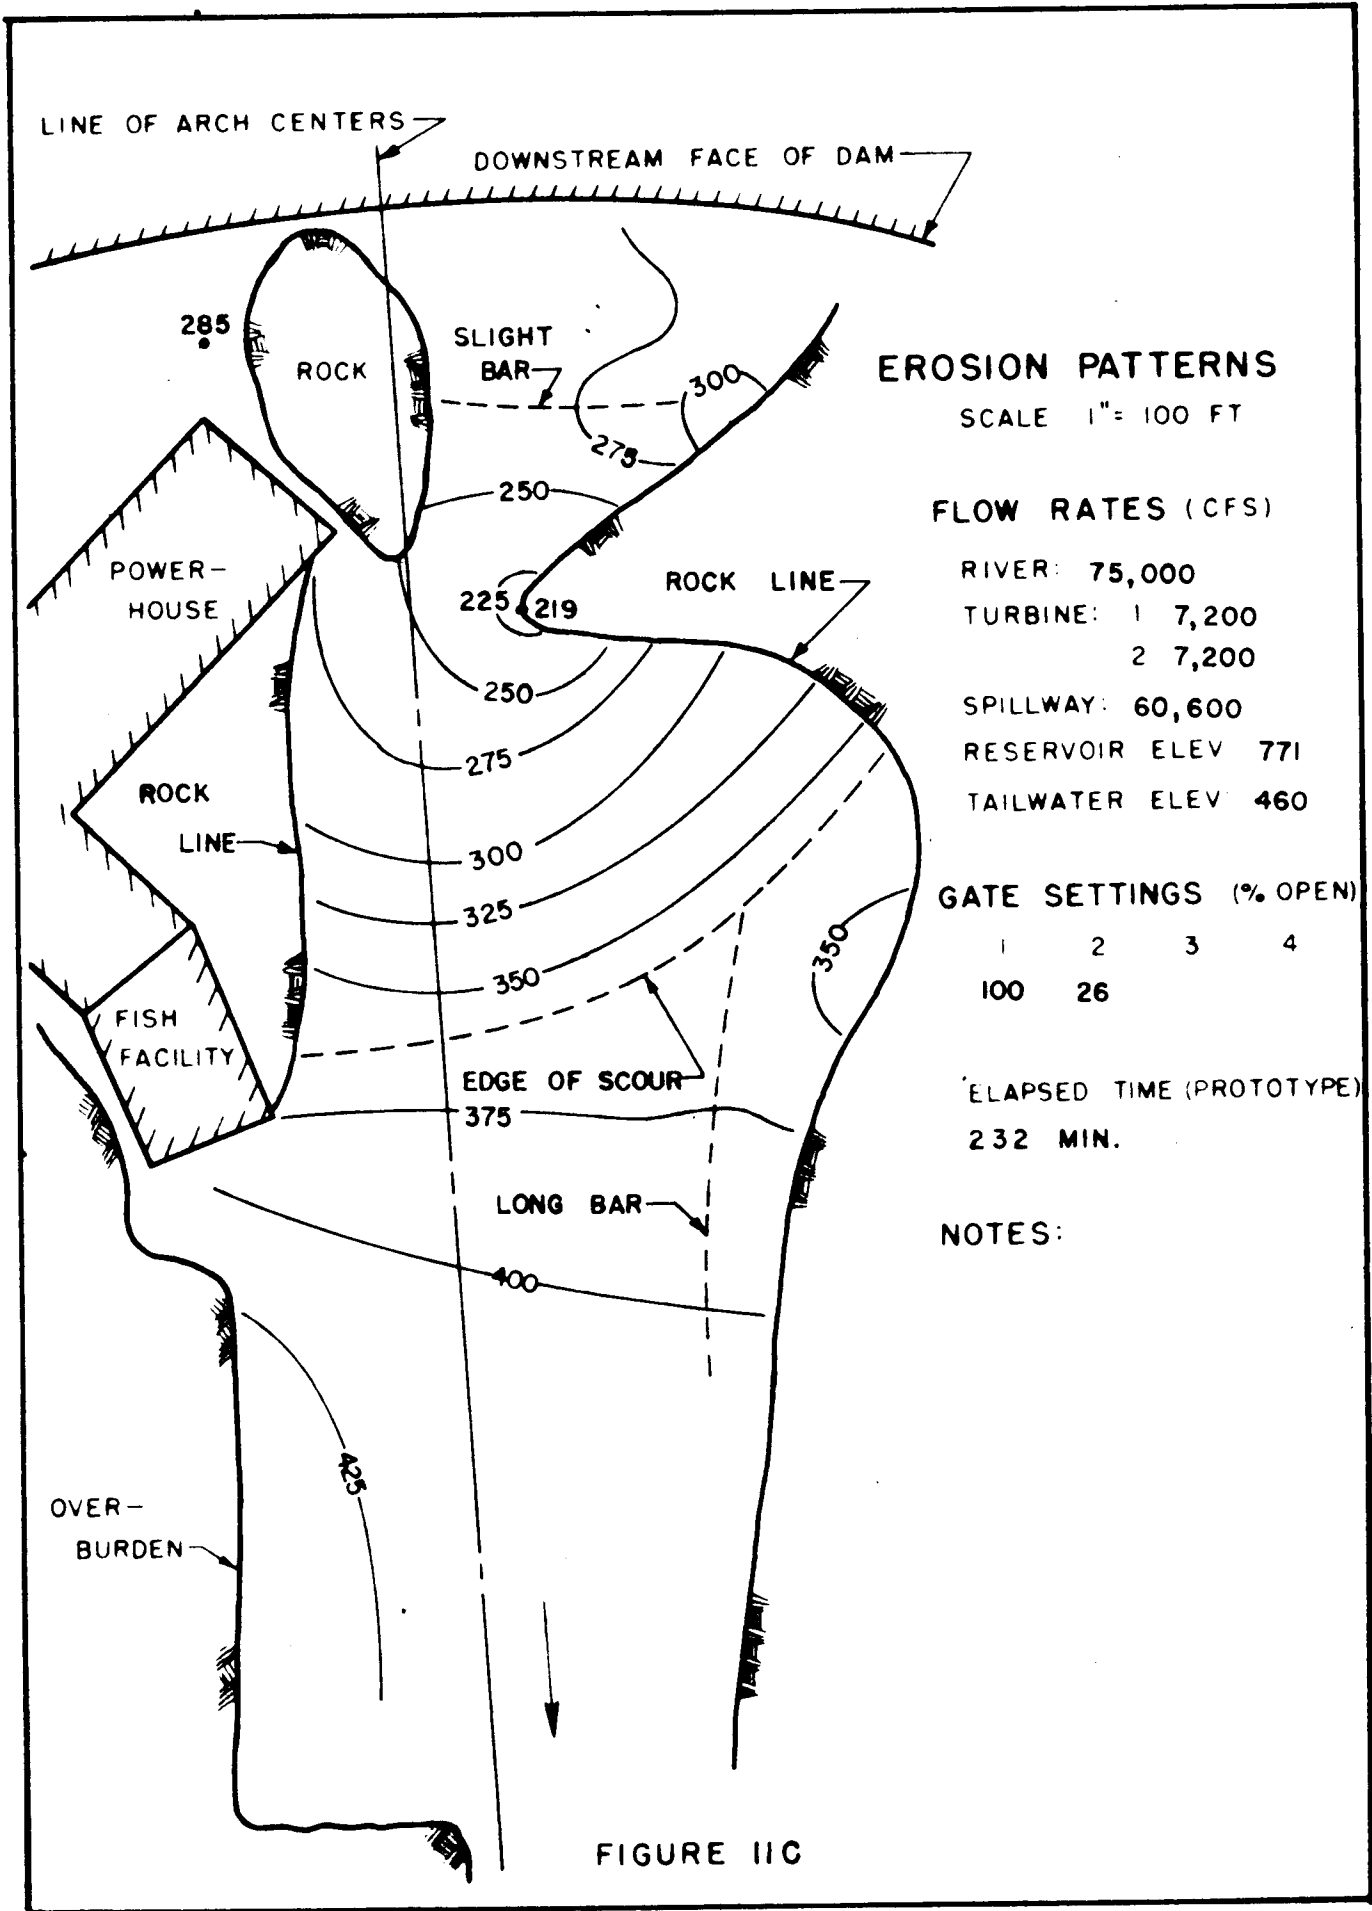 LINE OF ARCH CENTERS
DOWNSTREAM FACE OF DAM
285
ROCK
SLIGHT
BAR
300
275
250
EROSION PATTERNS
SCALE 1"= 100 FT
FLOW RATES (CFS)
RIVER: 75,000
TURBINE: 1 7,200
2 7,200
SPILLWAY: 60,600
RESERVOIR ELEV 771
TAILWATER ELEV 460
POWER-
HOUSE
225
219
ROCK LINE
250
275
ROCK
LINE
300
325
350
350
GATE SETTINGS (% OPEN)
1 2 3 4
100 26
FISH
FACILITY
EDGE OF SCOUR
375
ELAPSED TIME (PROTOTYPE)
232 MIN.
LONG BAR
NOTES:
400
425
OVER-
BURDEN
FIGURE 11C